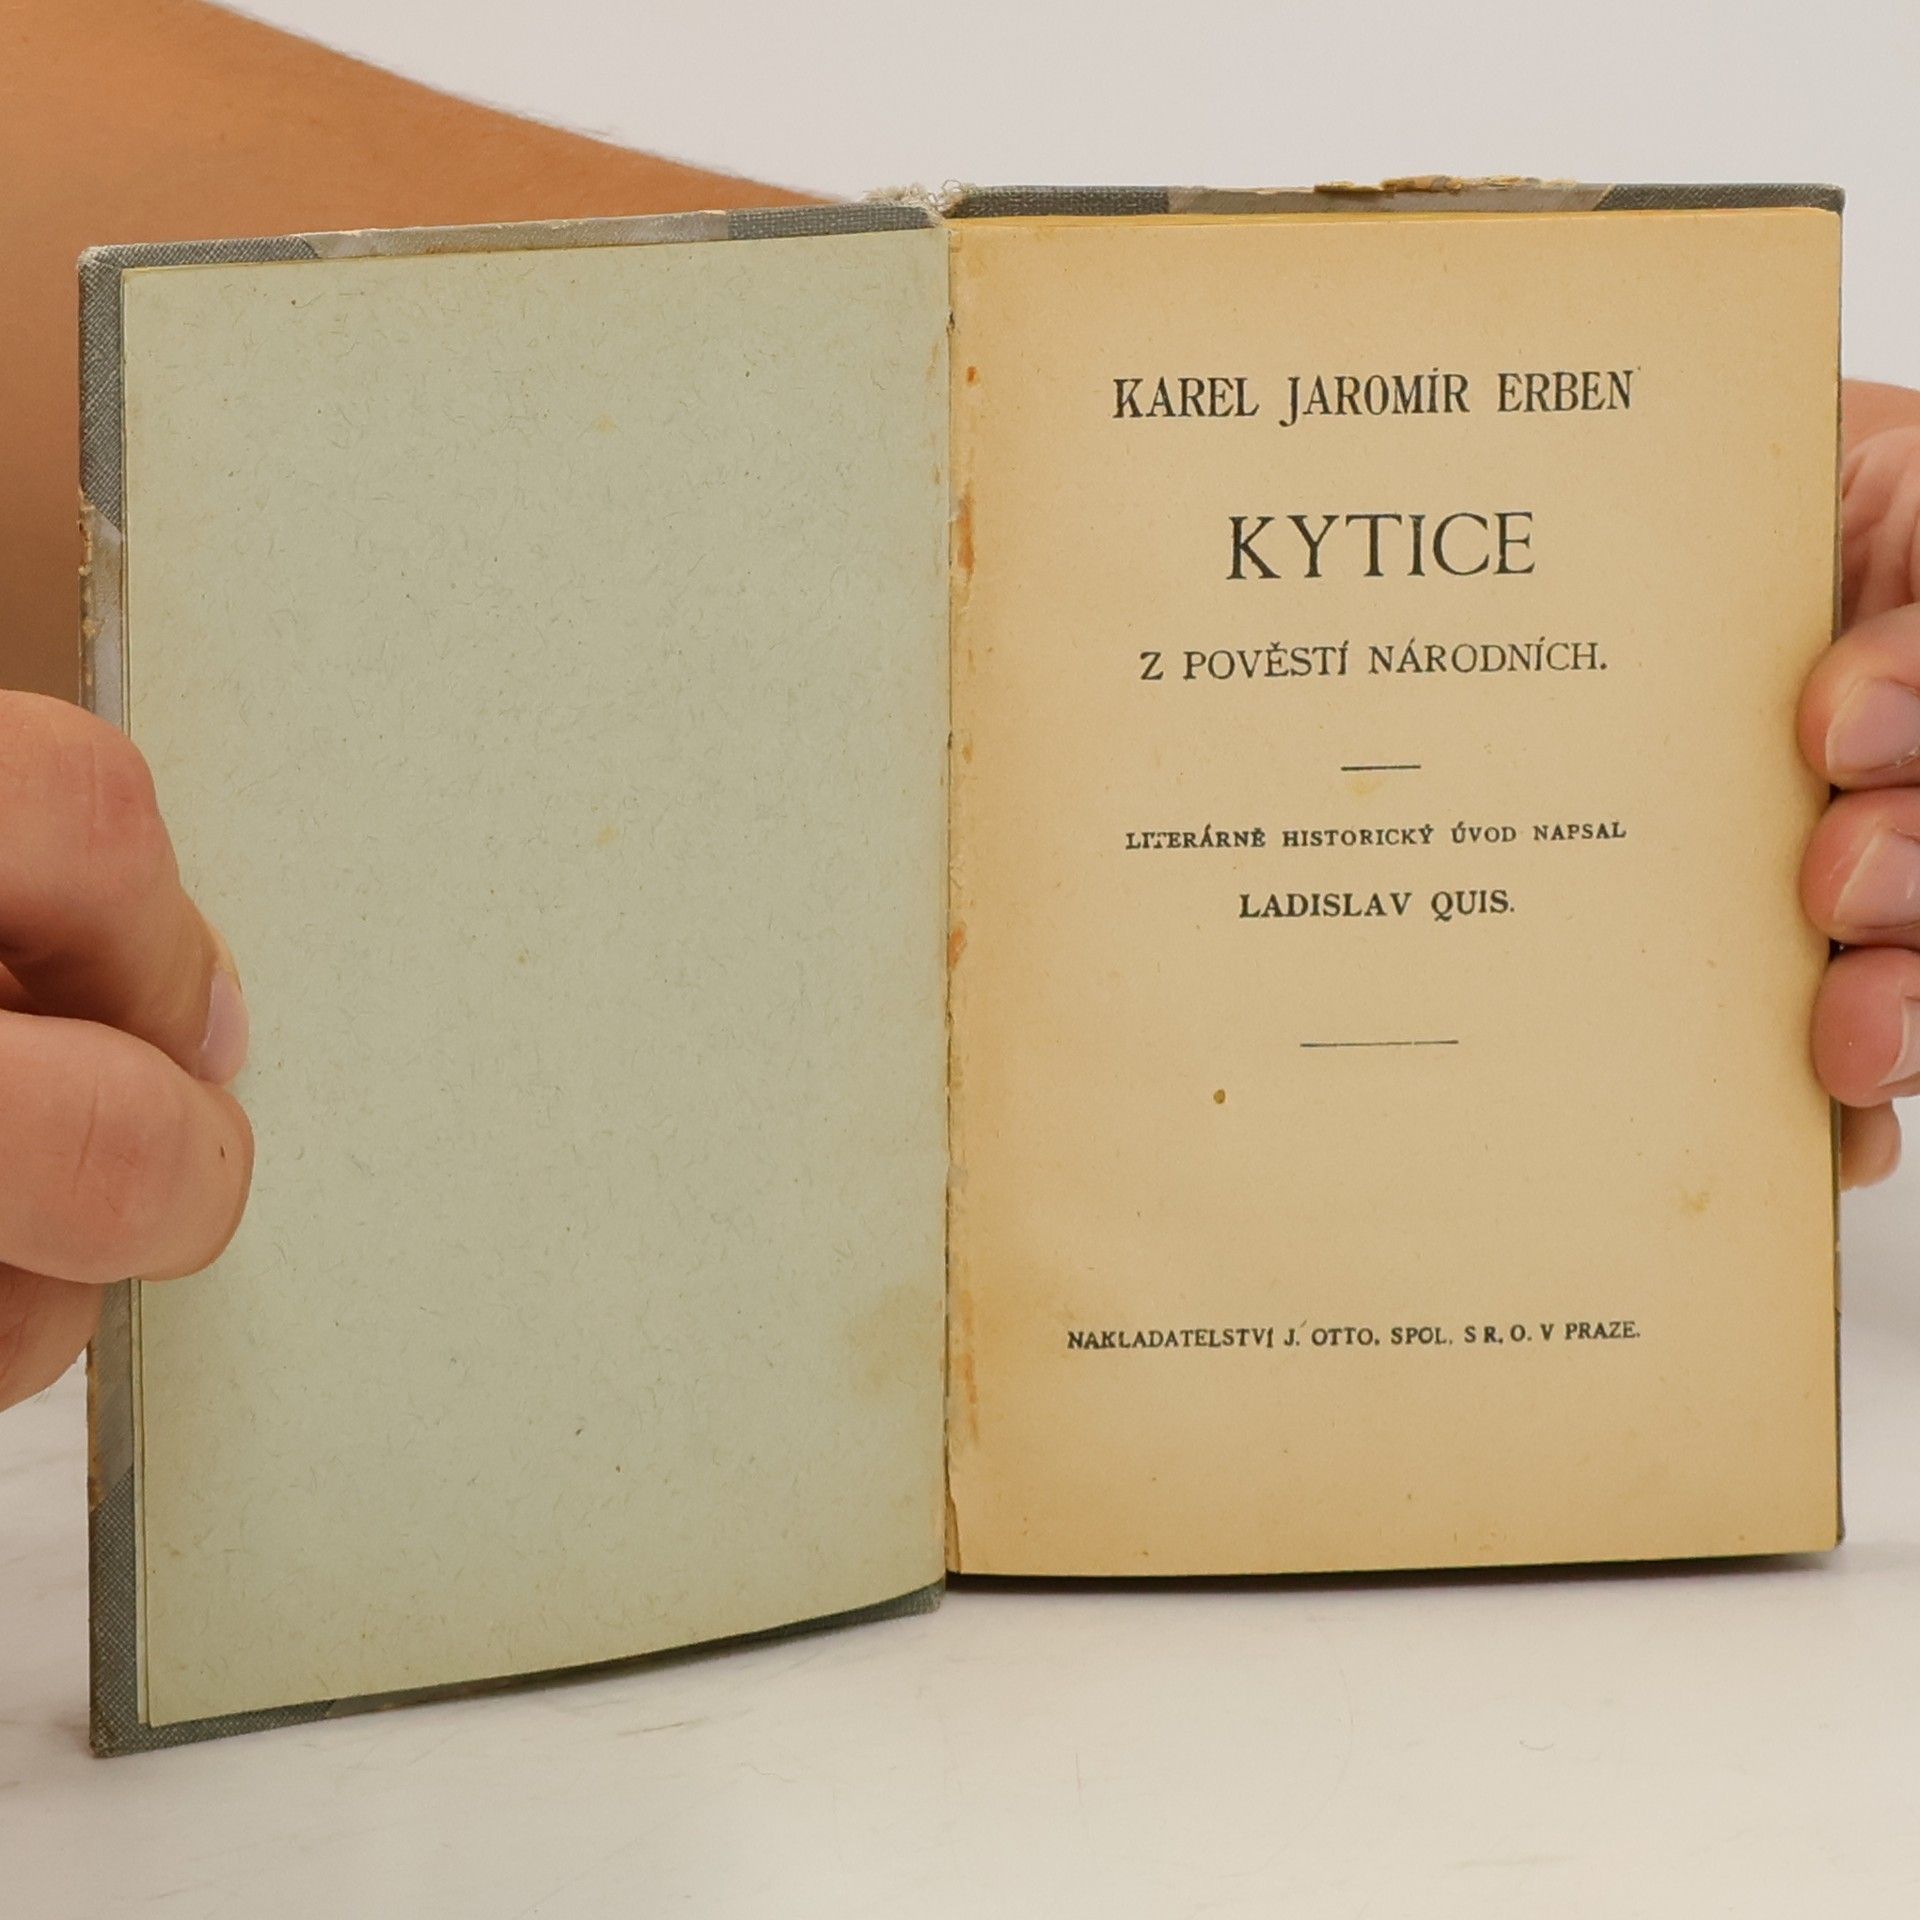 KAREL JAROMÍR ERBEN
KYTICE
Z POVĚSTÍ NÁRODNÍCH.
LITERÁRNĚ HISTORICKÝ ÚVOD NAPSAL
LADISLAV QUIS.
NAKLADATELSTVÍ J. OTTO, SPOL. S R. O. V PRAZE.